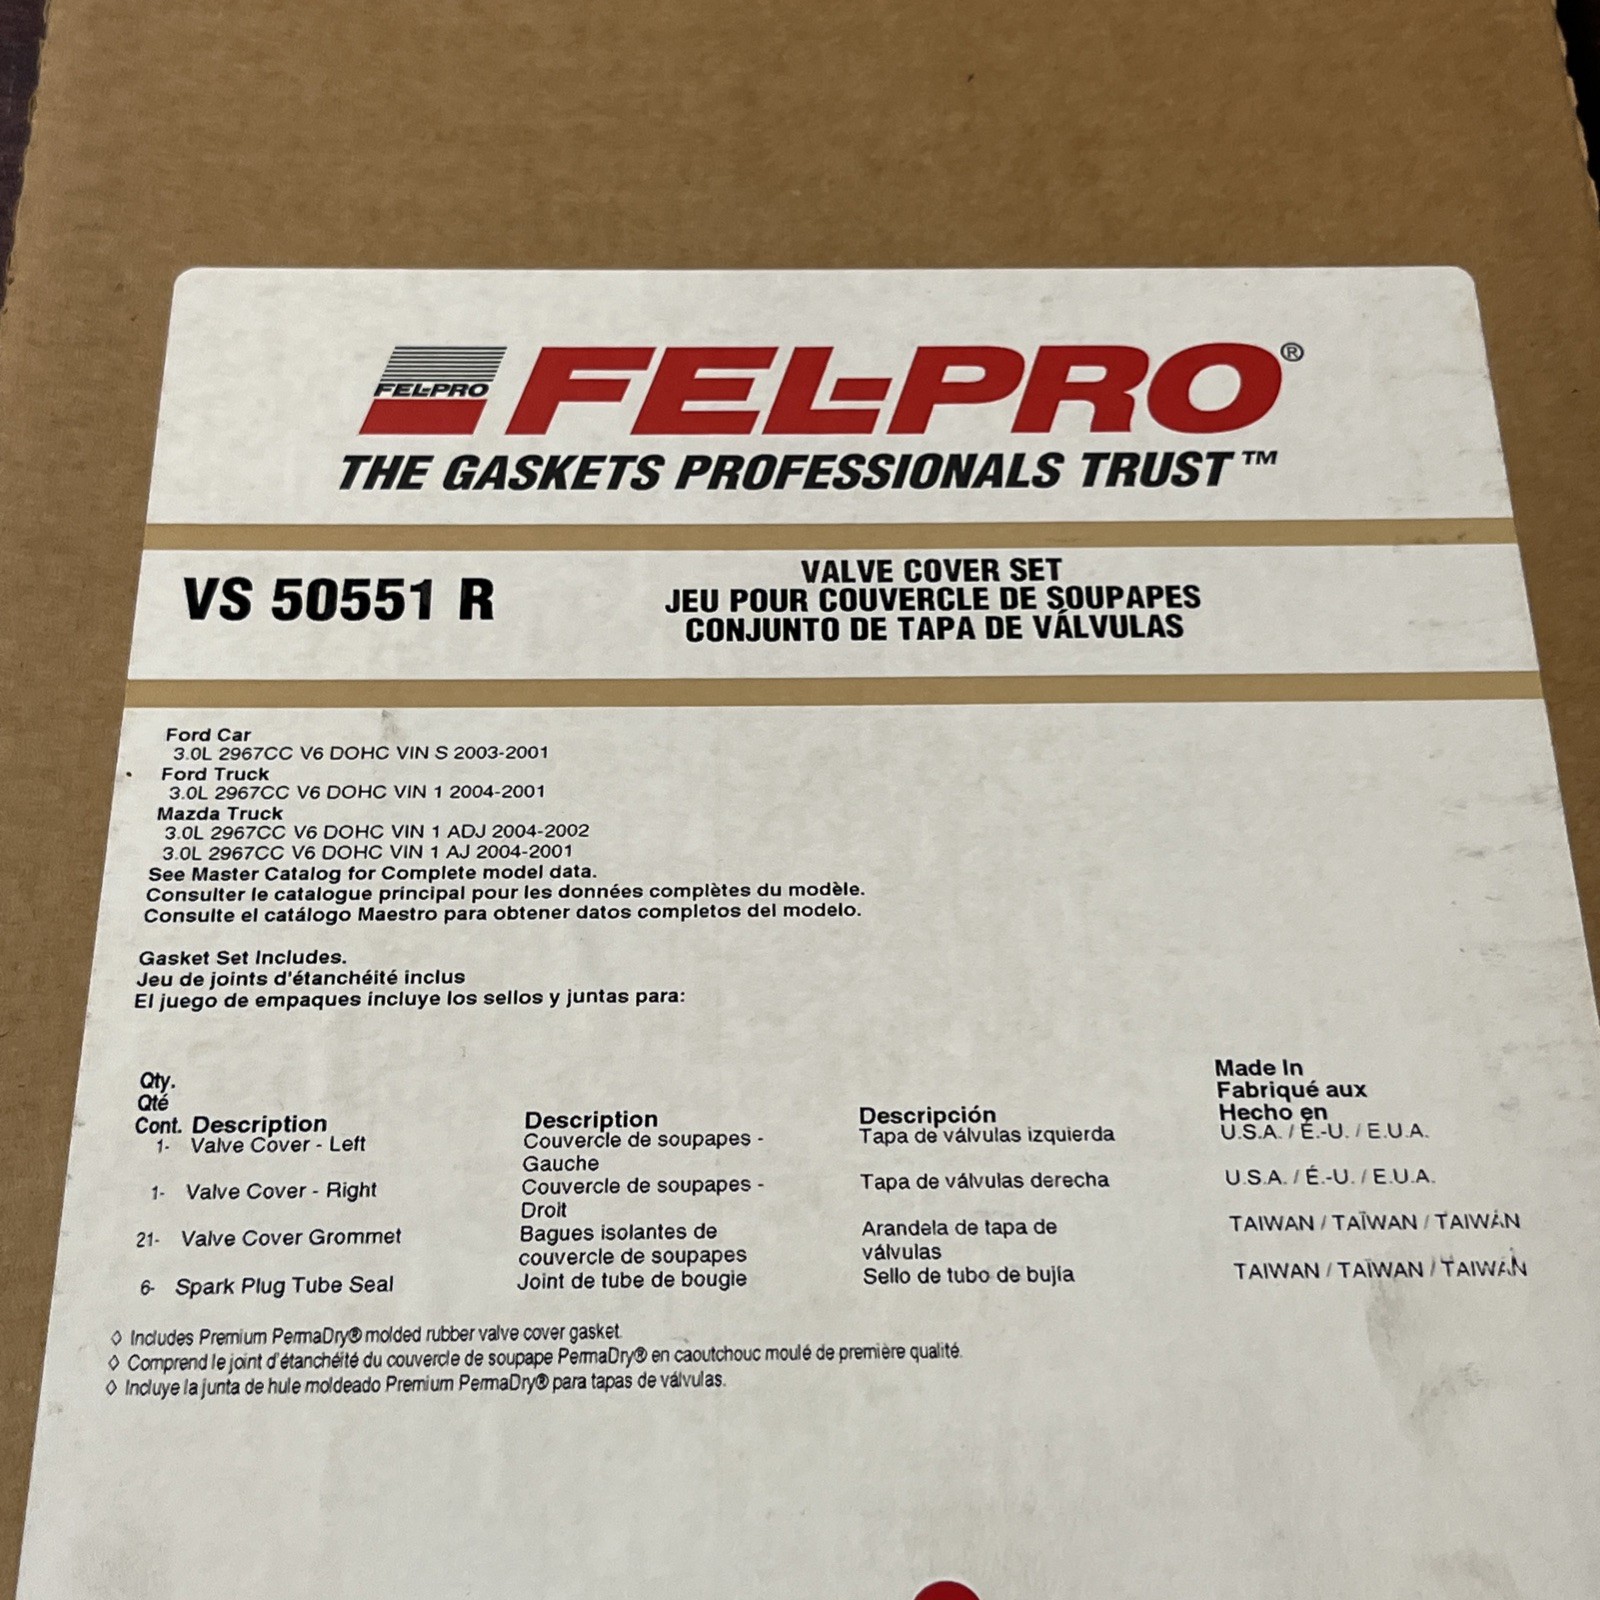 FEL-PRO
FEL-PRO®
THE GASKETS PROFESSIONALS TRUST™
VS 50551 R
VALVE COVER SET
JEU POUR COUVERCLE DE SOUPAPES
CONJUNTO DE TAPA DE VÁLVULAS
Ford Car
3.0L 2967CC V6 DOHC VIN S 2003-2001
Ford Truck
3.0L 2967CC V6 DOHC VIN 1 2004-2001
Mazda Truck
3.0L 2967CC V6 DOHC VIN 1 ADJ 2004-2002
3.0L 2967CC V6 DOHC VIN 1 AJ 2004-2001
See Master Catalog for Complete model data.
Consulter le catalogue principal pour les données complètes du modèle.
Consulte el catálogo Maestro para obtener datos completos del modelo.
Gasket Set Includes.
Jeu de joints d'étanchéité inclus
El juego de empaques incluye los sellos y juntas para:
Qty.
Qté
Cont. Description Description Descripción
Made In
Fabriqué aux
Hecho en
1- Valve Cover - Left Couvercle de soupapes - Tapa de válvulas izquierda U.S.A. / É.-U. / E.U.A.
Gauche
1- Valve Cover - Right Couvercle de soupapes - Tapa de válvulas derecha U.S.A. / É.-U. / E.U.A.
Droit
21- Valve Cover Grommet Bagues isolantes de Arandela de tapa de TAIWAN / TAÏWAN / TAIWÁN
couvercle de soupapes válvulas
6- Spark Plug Tube Seal Joint de tube de bougie Sello de tubo de bujía TAIWAN / TAÏWAN / TAIWÁN
◊ Includes Premium PermaDry® molded rubber valve cover gasket.
◊ Comprend le joint d'étanchéité du couvercle de soupape PermaDry® en caoutchouc moulé de première qualité.
◊ Incluye la junta de hule moldeado Premium PermaDry® para tapas de válvulas.